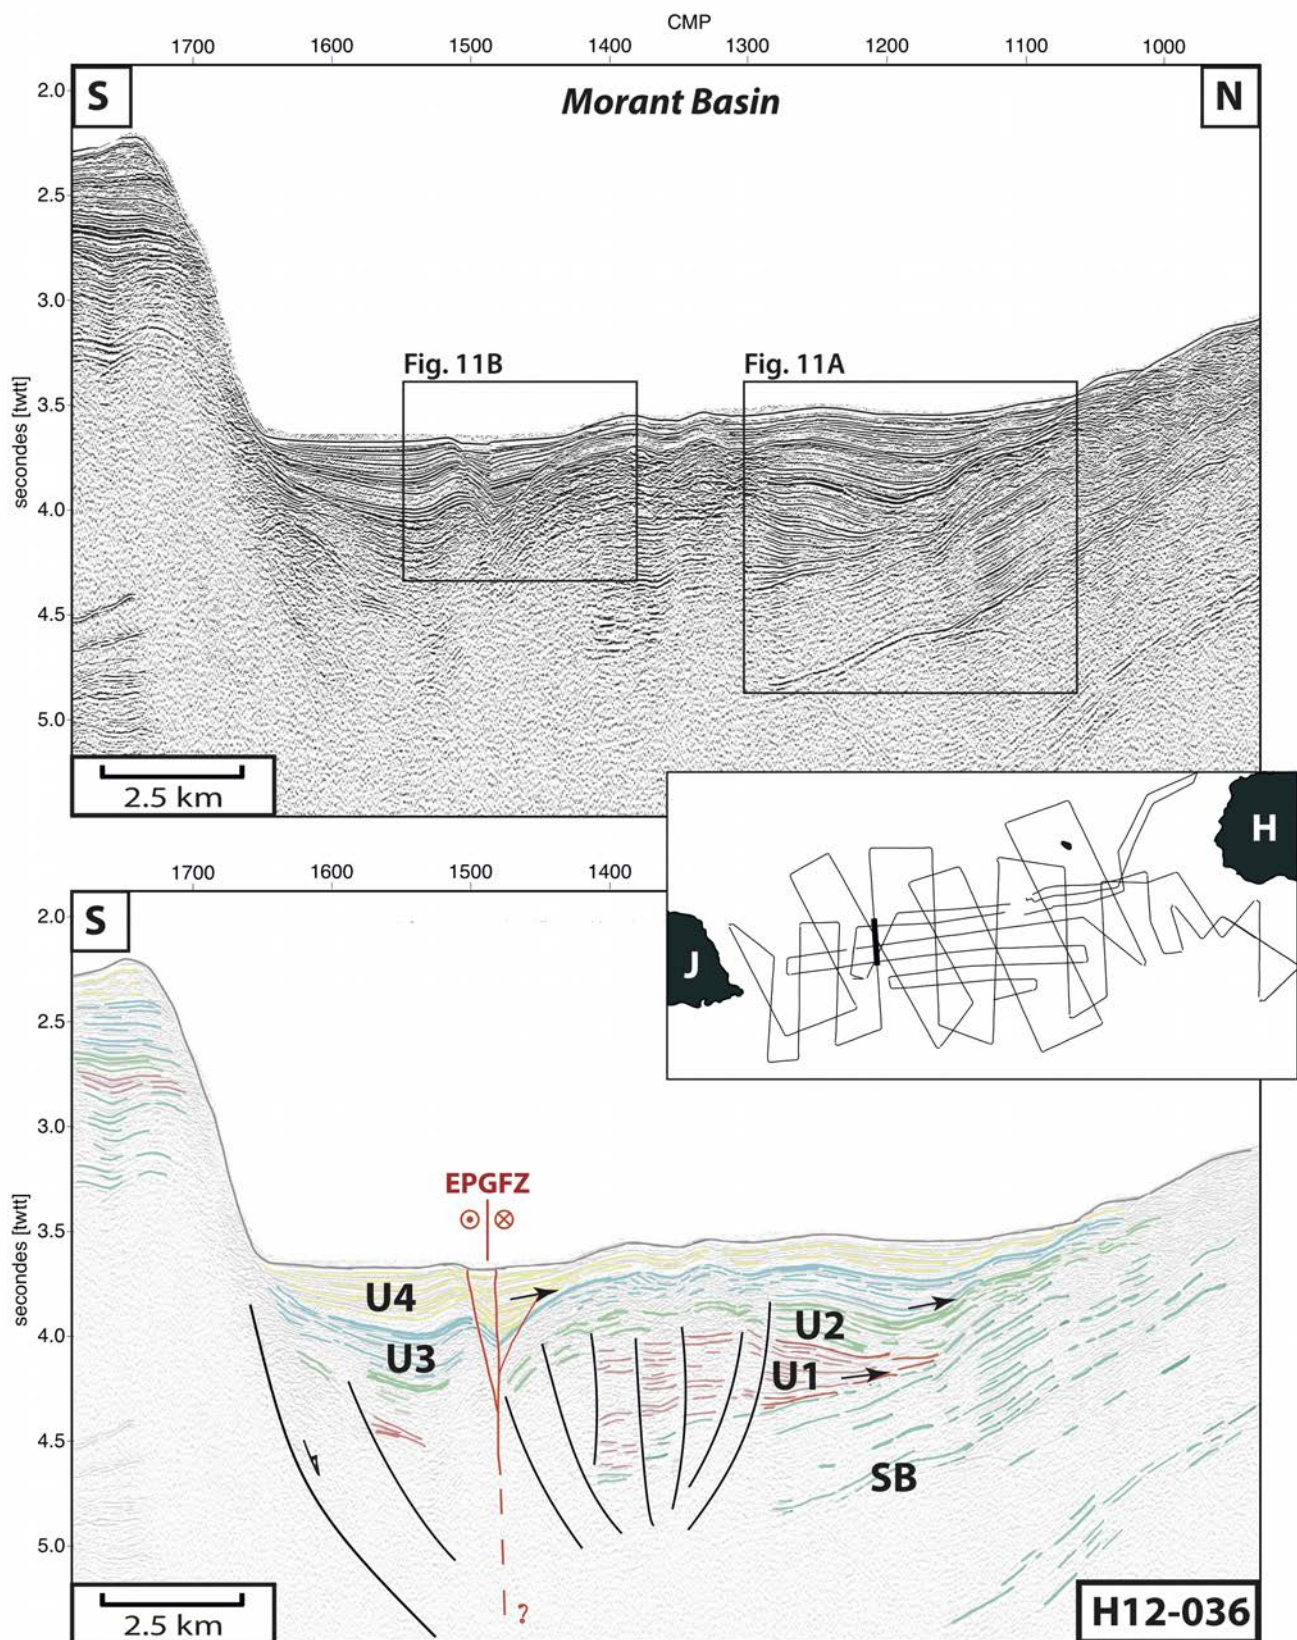 CMP
1700 1600 1500 1400 1300 1200 1100 1000
S Morant Basin N
2.0
2.5
3.0
3.5
4.0
4.5
5.0
secondes [twtt]
Fig. 11B Fig. 11A
2.5 km
H
J
1700 1600 1500 1400
S
2.0
2.5
3.0
3.5
4.0
4.5
5.0
secondes [twtt]
EPGFZ
U4
U3
U2
U1
SB
?
2.5 km
H12-036